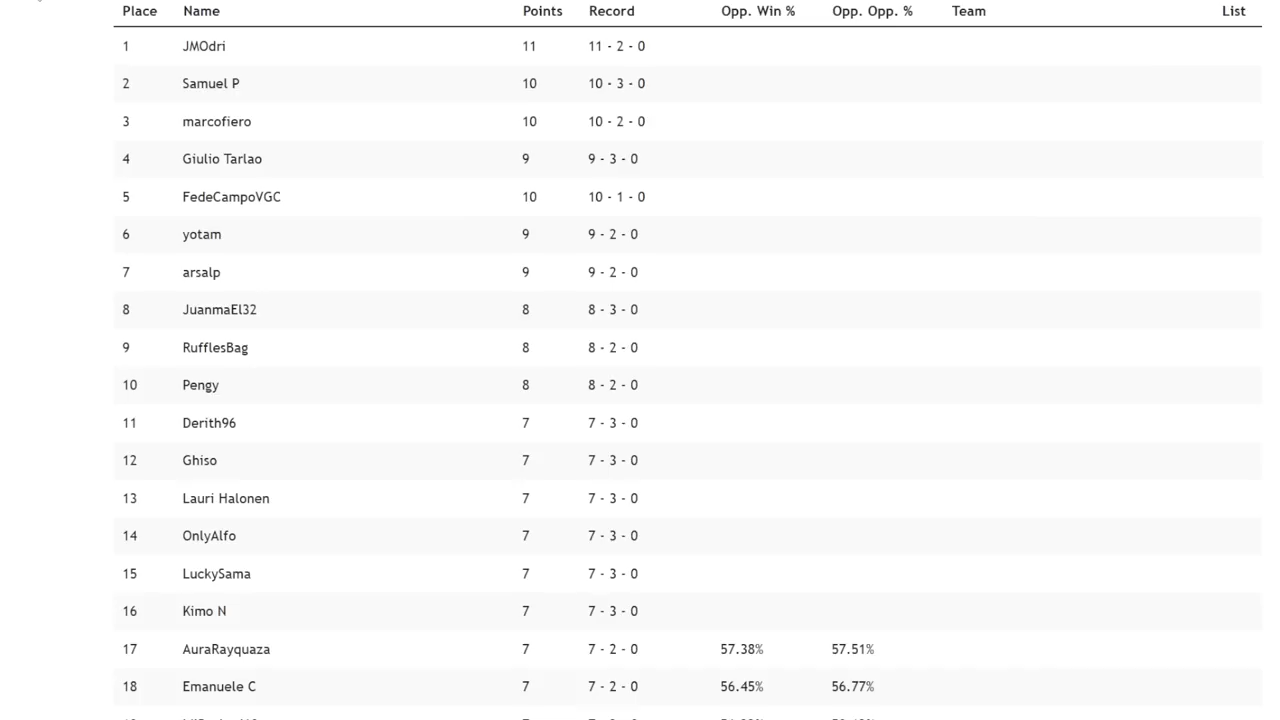 Place Name Points Record Opp. Win % Opp. Opp. % Team List
1 JMOdri 11 11 - 2 - 0
2 Samuel P 10 10 - 3 - 0
3 marcofiero 10 10 - 2 - 0
4 Giulio Tarlao 9 9 - 3 - 0
5 FedeCampoVGC 10 10 - 1 - 0
6 yotam 9 9 - 2 - 0
7 arsalp 9 9 - 2 - 0
8 JuanmaEl32 8 8 - 3 - 0
9 RufflesBag 8 8 - 2 - 0
10 Pengy 8 8 - 2 - 0
11 Derith96 7 7 - 3 - 0
12 Ghiso 7 7 - 3 - 0
13 Lauri Halonen 7 7 - 3 - 0
14 OnlyAlfo 7 7 - 3 - 0
15 LuckySama 7 7 - 3 - 0
16 Kimo N 7 7 - 3 - 0
17 AuraRayquaza 7 7 - 2 - 0 57.38% 57.51%
18 Emanuele C 7 7 - 2 - 0 56.45% 56.77%